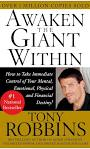 OVER 1 MILLION COPIES SOLD
AWAKEN
THE GIANT
WITHIN
How to Take Immediate
Control of Your Mental,
Emotional, Physical
and Financial
Destiny!
#1 National
Bestseller
TONY
ROBBINS